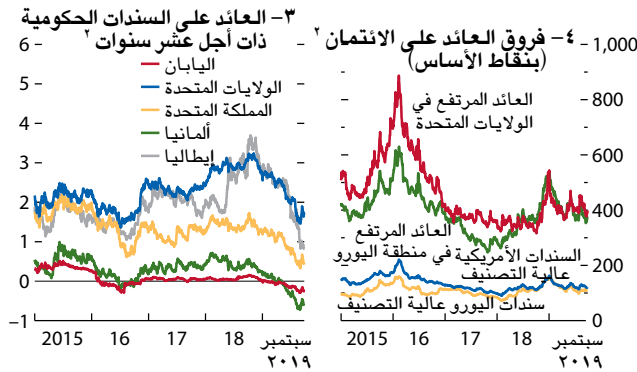 ٣– العائد على السندات الحكومية
ذات أجل عشر سنوات ٢
اليابان
الولايات المتحدة
المملكة المتحدة
ألمانيا
إيطاليا
6
5
4
3
2
1
0
–1
2015 16 17 18 سبتمبر
٢٠١٩
٤– فروق العائد على الائتمان ٢
(بنقاط الأساس)
1,000
800
600
400
200
0
العائد المرتفع في
الولايات المتحدة
العائد المرتفع
في منطقة اليورو
السندات الأمريكية
عالية التصنيف
سندات اليورو عالية التصنيف
2015 16 17 18 سبتمبر
٢٠١٩